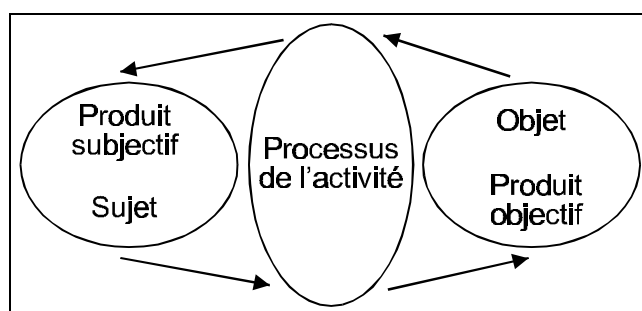 Produit
subjectif
Sujet
Processus
de l'activité
Objet
Produit
objectif